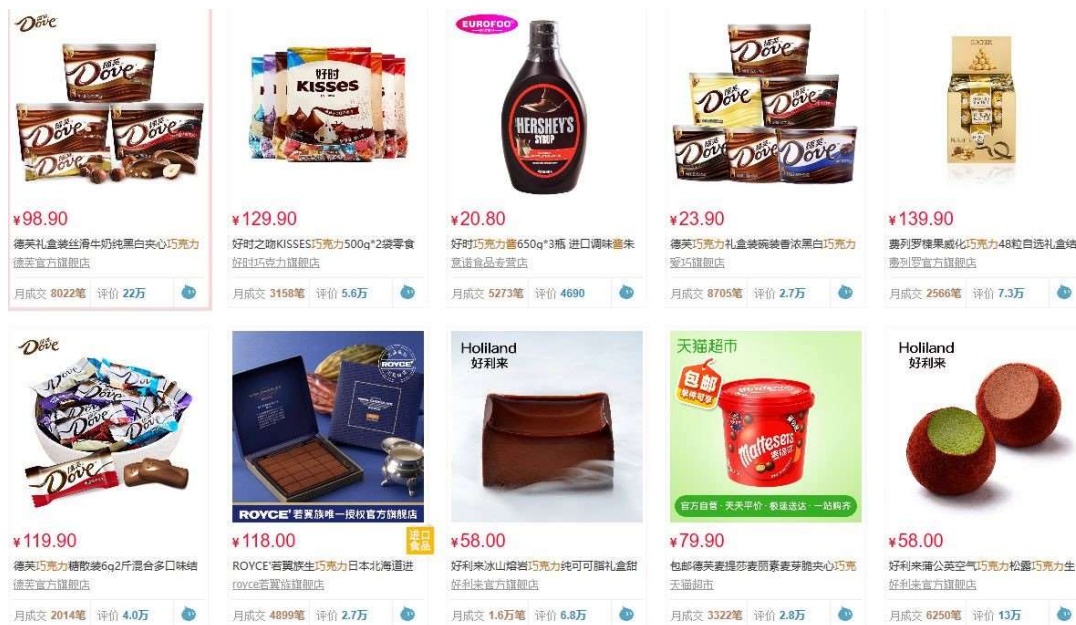 Dove
EUROFOO
德芙
Dove
好时
KISSES
HERSHEY'S
SYRUP
¥98.90
德芙礼盒装丝滑牛奶纯黑白夹心巧克力
德芙官方旗舰店
月成交 8022笔 评价 22万
¥129.90
好时之吻KISSES巧克力500g*2袋零食
好时巧克力旗舰店
月成交 3158笔 评价 5.6万
¥20.80
好时巧克力酱650g*3瓶 进口调味酱朱
意诺食品专营店
月成交 5273笔 评价 4690
¥23.90
德芙巧克力礼盒装碗装香浓黑白巧克力
爱巧旗舰店
月成交 8705笔 评价 2.7万
¥139.90
费列罗榛果威化巧克力48粒自选礼盒结
费列罗官方旗舰店
月成交 2566笔 评价 7.3万
Dove
ROYCE'
ROYCE'若翼族唯一授权官方旗舰店
进口
食品
Holiland
好利来
天猫超市
包邮
单件可享
Maltesers
麦提莎
官方自营·天天平价·极速送达·一站购齐
Holiland
好利来
¥119.90
德芙巧克力糖散装6q2斤混合多口味结
德芙官方旗舰店
月成交 2014笔 评价 4.0万
¥118.00
ROYCE'若翼族生巧克力日本北海道进
royce若翼族旗舰店
月成交 4899笔 评价 2.7万
¥58.00
好利来冰山熔岩巧克力纯可可脂礼盒甜
好利来官方旗舰店
月成交 1.6万笔 评价 6.8万
¥79.90
包邮德芙麦提莎麦丽素麦芽脆夹心巧克
天猫超市
月成交 3322笔 评价 2.8万
¥58.00
好利来蒲公英空气巧克力松露巧克力生
好利来官方旗舰店
月成交 6250笔 评价 13万